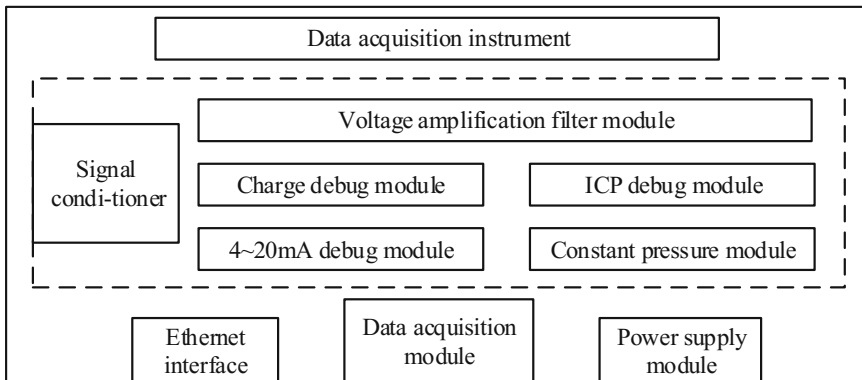 Data acquisition instrument
Voltage amplification filter module
Signal
condi-tioner
Charge debug module
ICP debug module
4~20mA debug module
Constant pressure module
Ethernet
interface
Data acquisition
module
Power supply
module